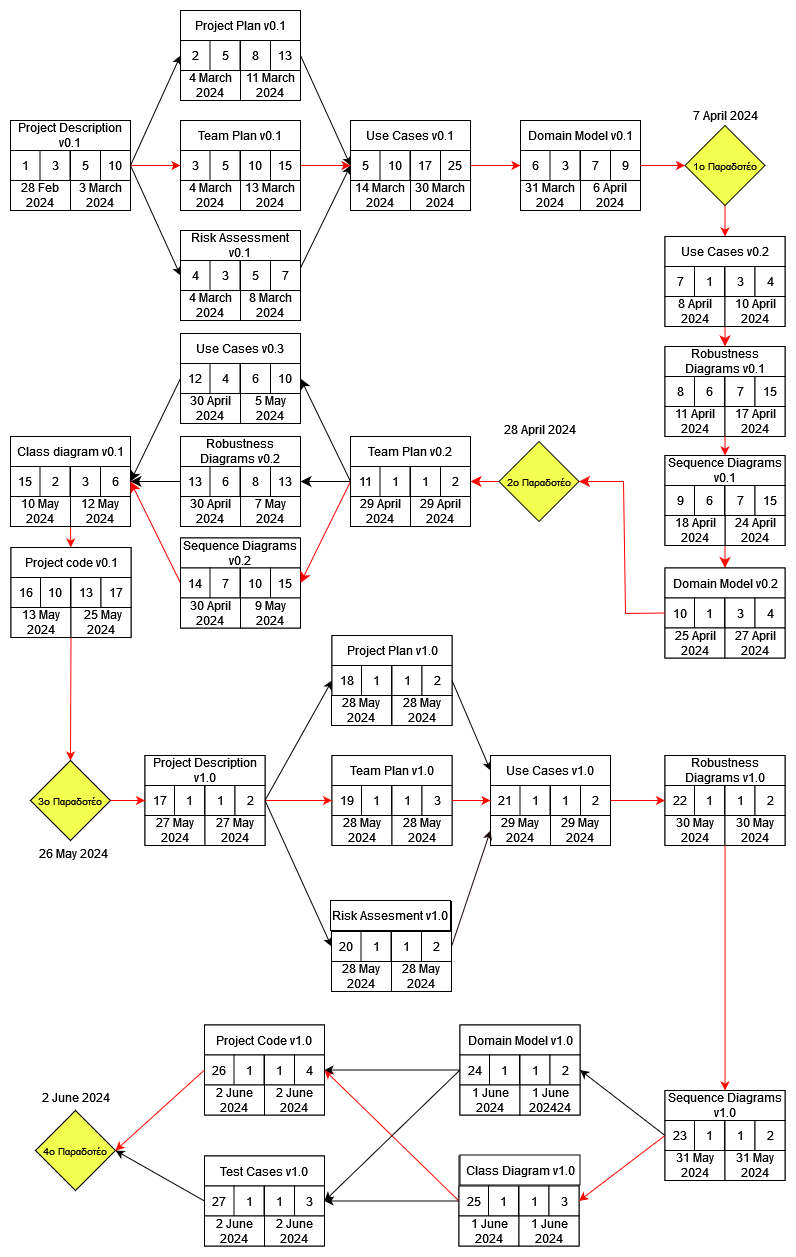 Project Plan v0.1
2 5 8 13
4 March 11 March
2024 2024
Project Description
v0.1
1 3 5 10
28 Feb 3 March
2024 2024
Team Plan v0.1
3 5 10 15
4 March 13 March
2024 2024
Use Cases v0.1
5 10 17 25
14 March 30 March
2024 2024
Domain Model v0.1
6 3 7 9
31 March 6 April
2024 2024
7 April 2024
1ο Παραδοτέο
Risk Assessment
v0.1
4 3 5 7
4 March 8 March
2024 2024
Use Cases v0.2
7 1 3 4
8 April 10 April
2024 2024
Robustness
Diagrams v0.1
8 6 7 15
11 April 17 April
2024 2024
Sequence Diagrams
v0.1
9 6 7 15
18 April 24 April
2024 2024
Domain Model v0.2
10 1 3 4
25 April 27 April
2024 2024
28 April 2024
2ο Παραδοτέο
Team Plan v0.2
11 1 1 2
29 April 29 April
2024 2024
Use Cases v0.3
12 4 6 10
30 April 5 May
2024 2024
Robustness
Diagrams v0.2
13 6 8 13
30 April 7 May
2024 2024
Sequence Diagrams
v0.2
14 7 10 15
30 April 9 May
2024 2024
Class diagram v0.1
15 2 3 6
10 May 12 May
2024 2024
Project code v0.1
16 10 13 17
13 May 25 May
2024 2024
3ο Παραδοτέο
26 May 2024
Project Description
v1.0
17 1 1 2
27 May 27 May
2024 2024
Project Plan v1.0
18 1 1 2
28 May 28 May
2024 2024
Team Plan v1.0
19 1 1 3
28 May 28 May
2024 2024
Risk Assesment v1.0
20 1 1 2
28 May 28 May
2024 2024
Use Cases v1.0
21 1 1 2
29 May 29 May
2024 2024
Robustness
Diagrams v1.0
22 1 1 2
30 May 30 May
2024 2024
Sequence Diagrams
v1.0
23 1 1 2
31 May 31 May
2024 2024
Domain Model v1.0
24 1 1 2
1 June 1 June
2024 202424
Class Diagram v1.0
25 1 1 3
1 June 1 June
2024 2024
Project Code v1.0
26 1 1 4
2 June 2 June
2024 2024
Test Cases v1.0
27 1 1 3
2 June 2 June
2024 2024
2 June 2024
4ο Παραδοτέο